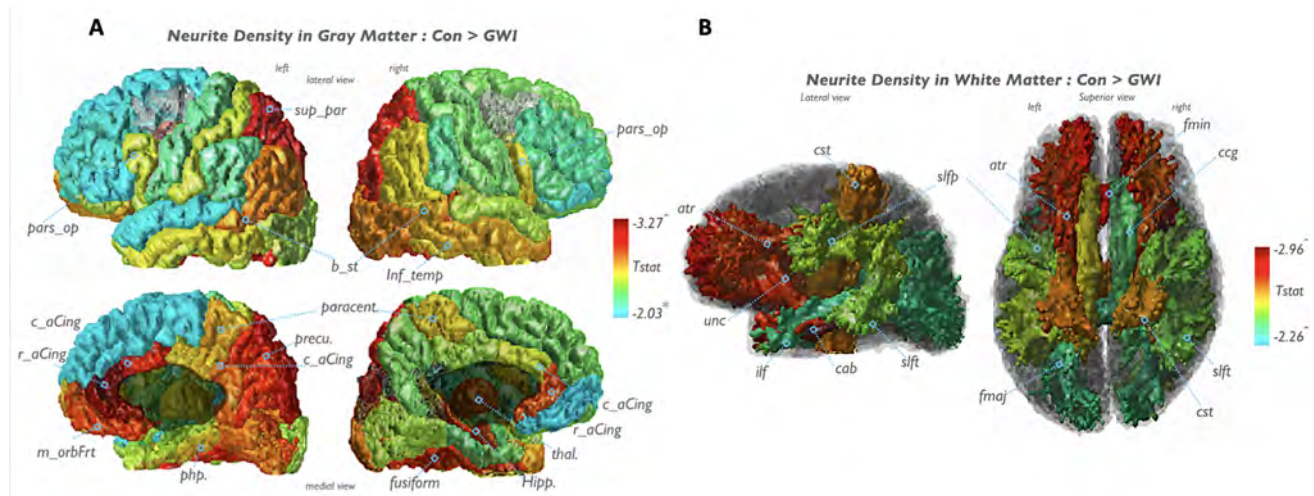 A
Neurite Density in Gray Matter : Con > GWI
left
lateral view
right
sup_par
pars_op
pars_op
b_st
Inf_temp
-3.27
Tstat
-2.03*
c_aCing
r_aCing
paracent.
precu.
c_aCing
m_orbFrt
php.
medial view
fusiform
Hipp.
thal.
r_aCing
c_aCing
B
Neurite Density in White Matter : Con > GWI
Lateral view
left
Superior view
right
cst
slfp
atr
unc
ilf
cab
slft
atr
fmin
ccg
fmaj
slft
cst
-2.96
Tstat
-2.26